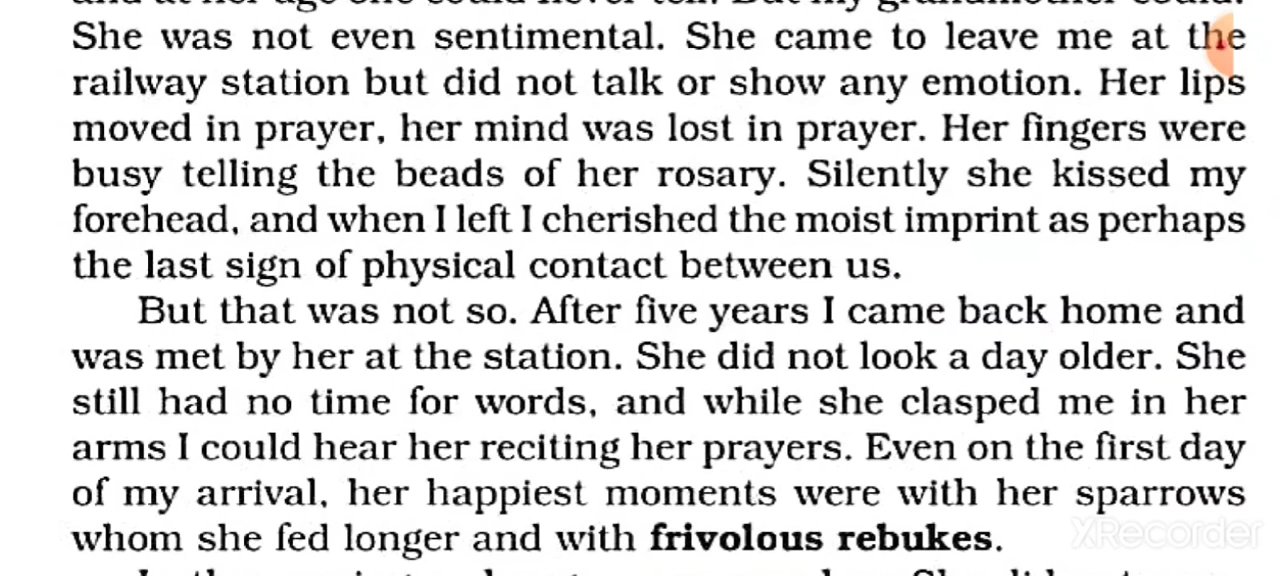 She was not even sentimental. She came to leave me at the
railway station but did not talk or show any emotion. Her lips
moved in prayer, her mind was lost in prayer. Her fingers were
busy telling the beads of her rosary. Silently she kissed my
forehead, and when I left I cherished the moist imprint as perhaps
the last sign of physical contact between us.
But that was not so. After five years I came back home and
was met by her at the station. She did not look a day older. She
still had no time for words, and while she clasped me in her
arms I could hear her reciting her prayers. Even on the first day
of my arrival, her happiest moments were with her sparrows
whom she fed longer and with frivolous rebukes.
XRecorder